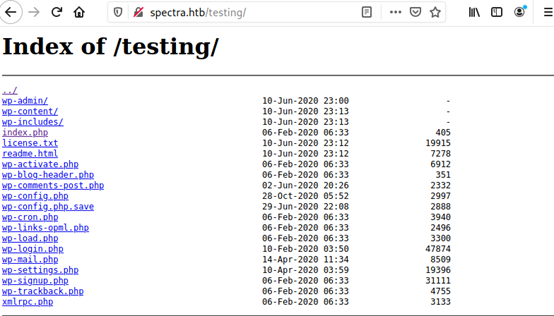 spectra.htb/testing/
Index of /testing/
../
wp-admin/ 10-Jun-2020 23:00 -
wp-content/ 10-Jun-2020 23:13 -
wp-includes/ 10-Jun-2020 23:13 -
index.php 06-Feb-2020 06:33 405
license.txt 10-Jun-2020 23:12 19915
readme.html 10-Jun-2020 23:12 7278
wp-activate.php 06-Feb-2020 06:33 6912
wp-blog-header.php 06-Feb-2020 06:33 351
wp-comments-post.php 02-Jun-2020 20:26 2332
wp-config.php 28-Oct-2020 05:52 2997
wp-config.php.save 29-Jun-2020 22:08 2888
wp-cron.php 06-Feb-2020 06:33 3940
wp-links-opml.php 06-Feb-2020 06:33 2496
wp-load.php 06-Feb-2020 06:33 3300
wp-login.php 10-Feb-2020 03:50 47874
wp-mail.php 14-Apr-2020 11:34 8509
wp-settings.php 10-Apr-2020 03:59 19396
wp-signup.php 06-Feb-2020 06:33 31111
wp-trackback.php 06-Feb-2020 06:33 4755
xmlrpc.php 06-Feb-2020 06:33 3133